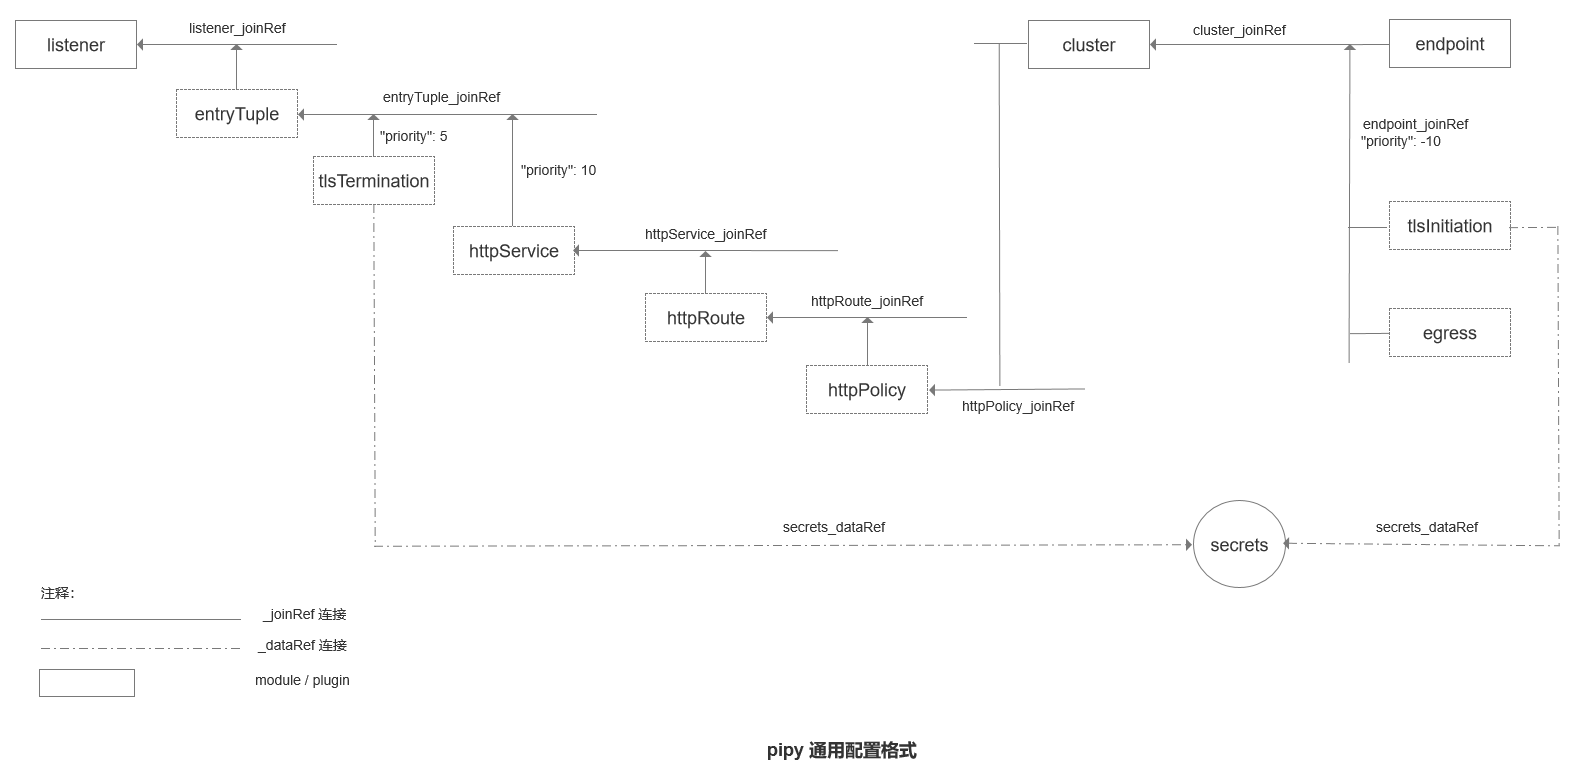 listener_joinRef
listener
cluster
cluster_joinRef
endpoint
entryTuple
entryTuple_joinRef
"priority": 5
endpoint_joinRef
"priority": -10
tlsTermination
"priority": 10
httpService
httpService_joinRef
tlsInitiation
httpRoute
httpRoute_joinRef
egress
httpPolicy
httpPolicy_joinRef
secrets_dataRef
secrets
secrets_dataRef
注释：
_joinRef 连接
_dataRef 连接
module / plugin
pipy 通用配置格式